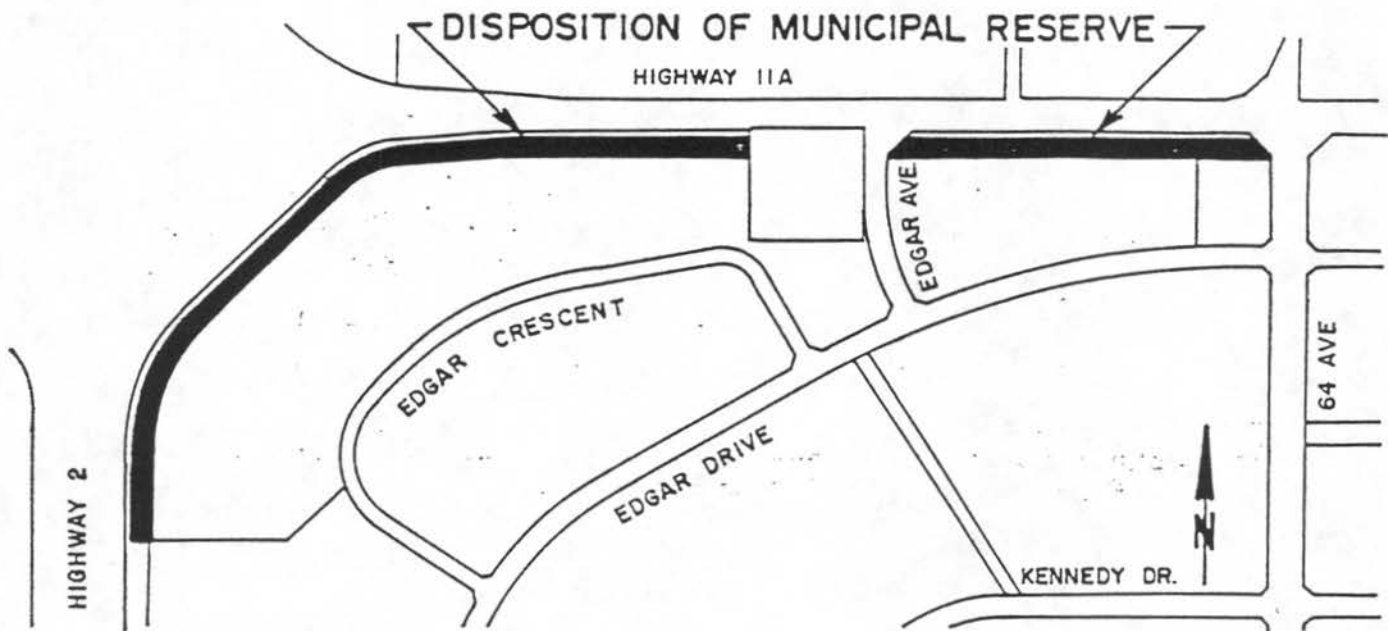 DISPOSITION OF MUNICIPAL RESERVE
HIGHWAY 11A
EDGAR AVE.
EDGAR CRESCENT
64 AVE
EDGAR DRIVE
HIGHWAY 2
N
KENNEDY DR.